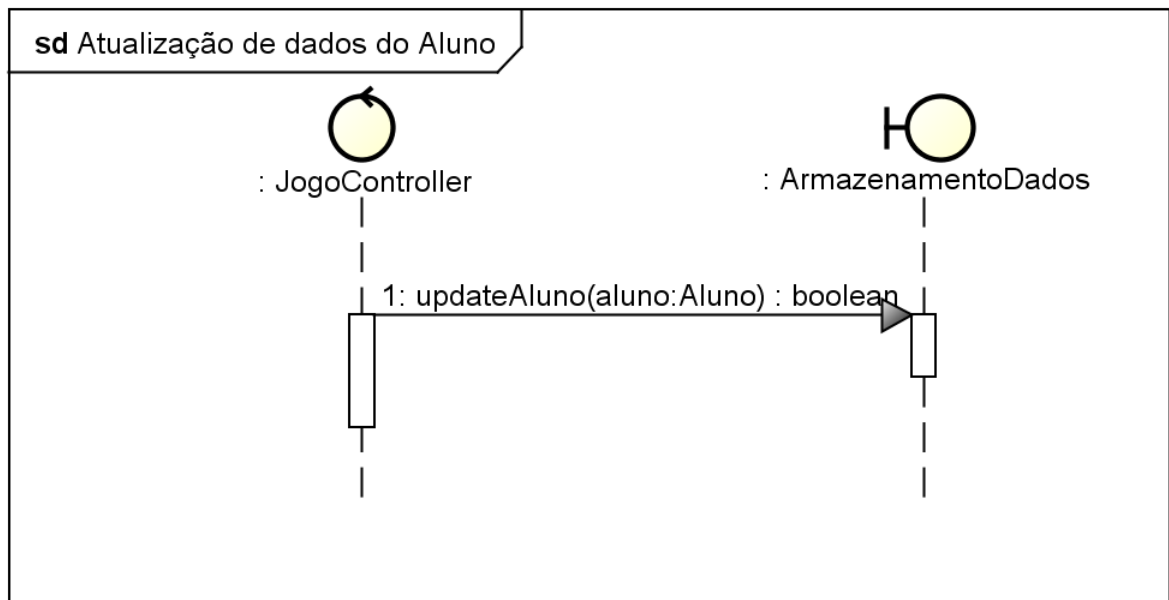 sd Atualização de dados do Aluno
: JogoController
: ArmazenamentoDados
1: updateAluno(aluno:Aluno) : boolean